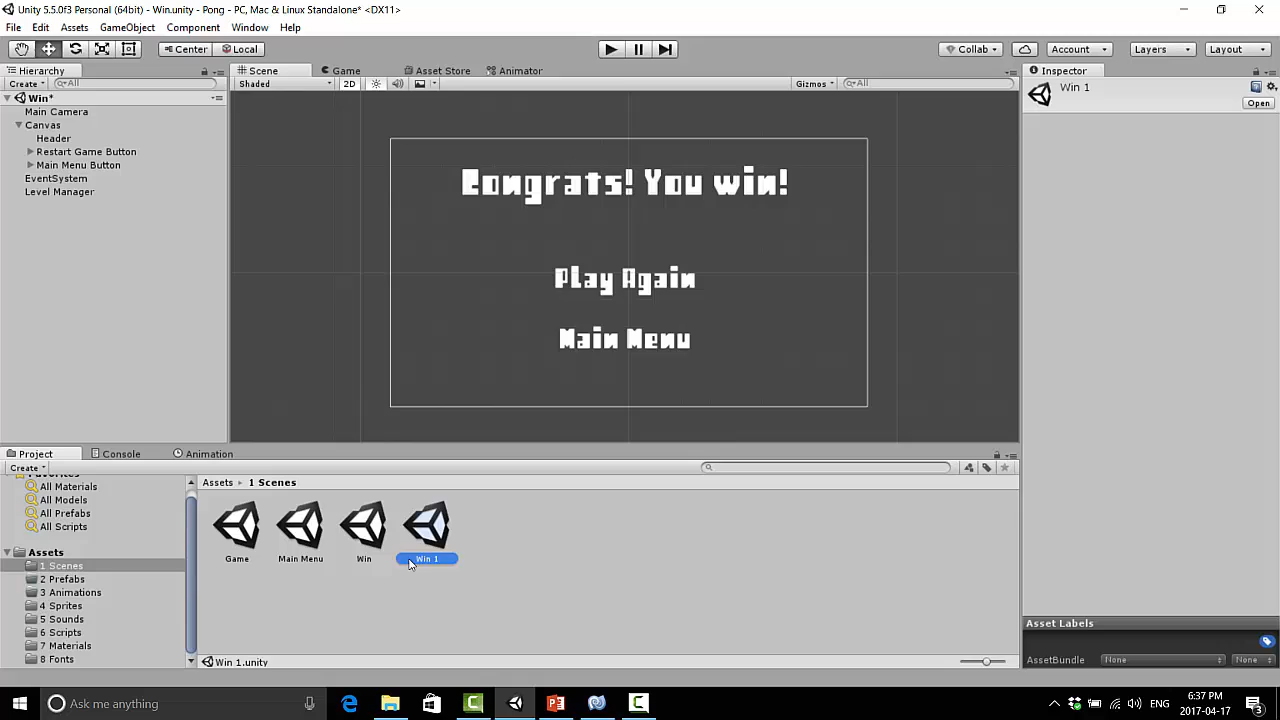 Unity 5.5.0f3 Personal (64bit) - Win.unity - Pong - PC, Mac & Linux Standalone* <DX11>
File Edit Assets GameObject Component Window Help
Center Local Collab Account Layers Layout
Hierarchy Scene Game Asset Store Animator Inspector
Create All Shaded 2D Gizmos All Win 1
Open
Win*
Main Camera
Canvas
Header
Restart Game Button
Main Menu Button
EventSystem
Level Manager
Congrats! You win!
Play Again
Main Menu
Project Console Animation
Create
Favorites
All Materials
All Models
All Prefabs
All Scripts
Assets
1 Scenes
2 Prefabs
3 Animations
4 Sprites
5 Sounds
6 Scripts
7 Materials
8 Fonts
Assets 1 Scenes
Game Main Menu Win Win 1
Win 1.unity
Asset Labels
AssetBundle None None
Ask me anything
ENG
6:37 PM
2017-04-17
3